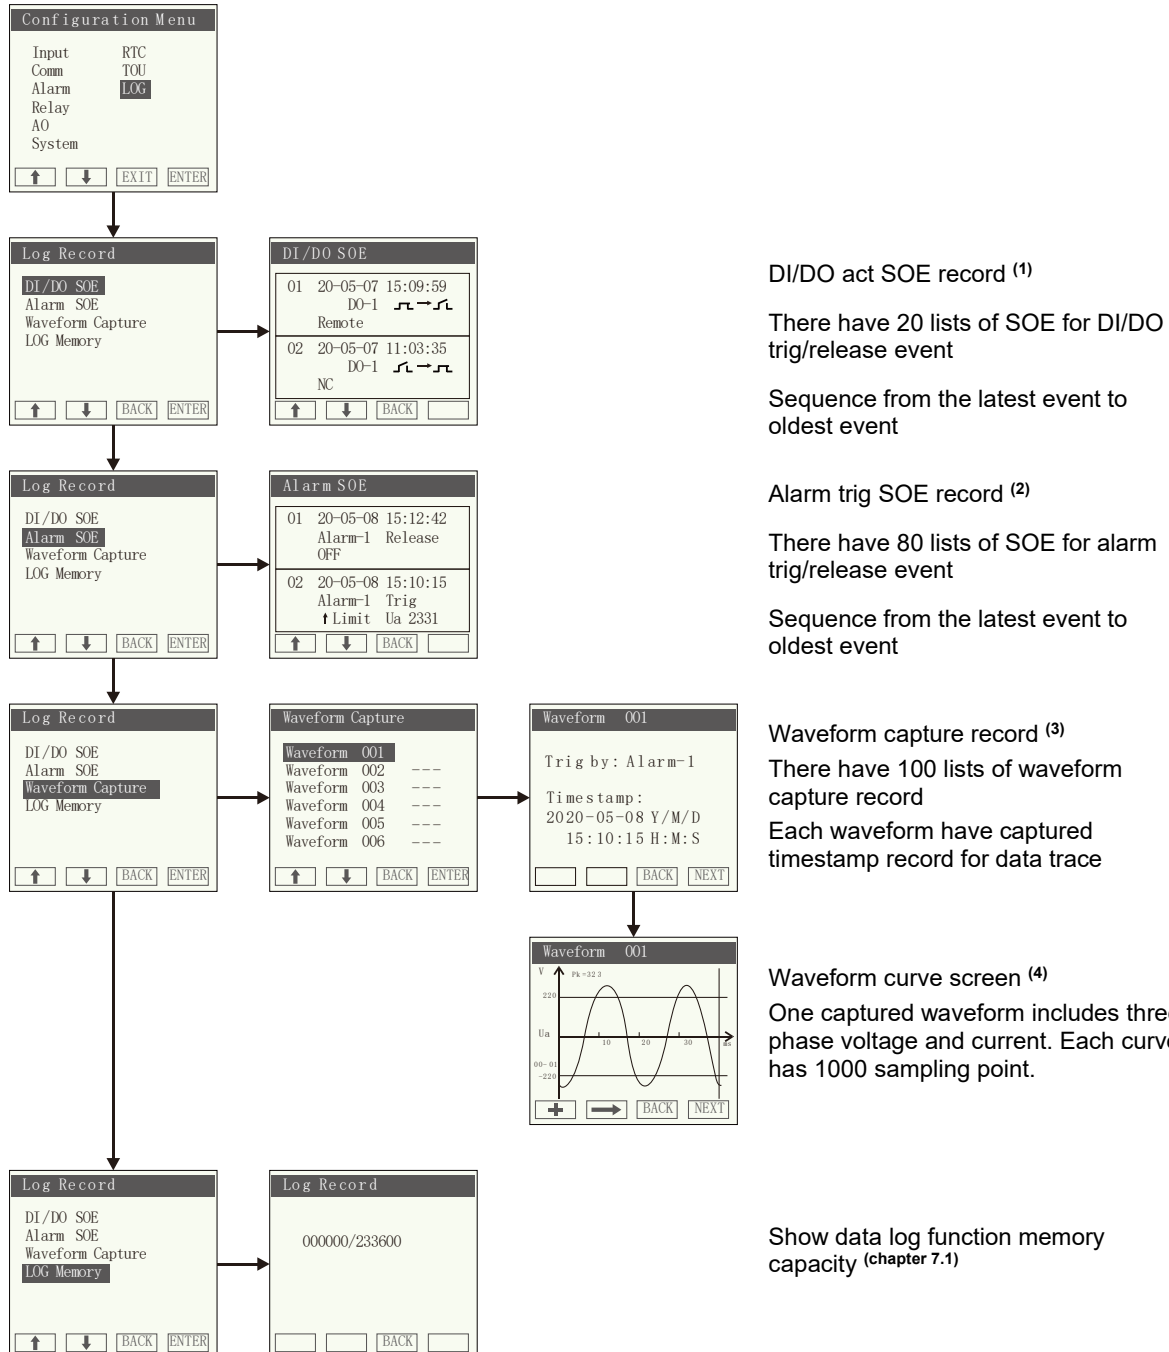 Configuration Menu
Input RTC
Comm TOU
Alarm LOG
Relay
AO
System
EXIT ENTER
Log Record
DI/DO SOE
Alarm SOE
Waveform Capture
LOG Memory
BACK ENTER
DI/DO SOE
01 20-05-07 15:09:59
DO-1
Remote
02 20-05-07 11:03:35
DO-1
NC
BACK
DI/DO act SOE record (1)
There have 20 lists of SOE for DI/DO
trig/release event
Sequence from the latest event to
oldest event
Log Record
DI/DO SOE
Alarm SOE
Waveform Capture
LOG Memory
BACK ENTER
Alarm SOE
01 20-05-08 15:12:42
Alarm-1 Release
OFF
02 20-05-08 15:10:15
Alarm-1 Trig
Limit Ua 2331
BACK
Alarm trig SOE record (2)
There have 80 lists of SOE for alarm
trig/release event
Sequence from the latest event to
oldest event
Log Record
DI/DO SOE
Alarm SOE
Waveform Capture
LOG Memory
BACK ENTER
Waveform Capture
Waveform 001
Waveform 002 ---
Waveform 003 ---
Waveform 004 ---
Waveform 005 ---
Waveform 006 ---
BACK ENTER
Waveform 001
Trig by: Alarm-1
Timestamp:
2020-05-08 Y/M/D
15:10:15 H:M:S
BACK NEXT
Waveform capture record (3)
There have 100 lists of waveform
capture record
Each waveform have captured
timestamp record for data trace
Waveform 001
V Pk=323
220
Ua
10 20 30 ms
00-01
-220
BACK NEXT
Waveform curve screen (4)
One captured waveform includes three
phase voltage and current. Each curve
has 1000 sampling point.
Log Record
DI/DO SOE
Alarm SOE
Waveform Capture
LOG Memory
BACK ENTER
Log Record
000000/233600
BACK
Show data log function memory
capacity (chapter 7.1)